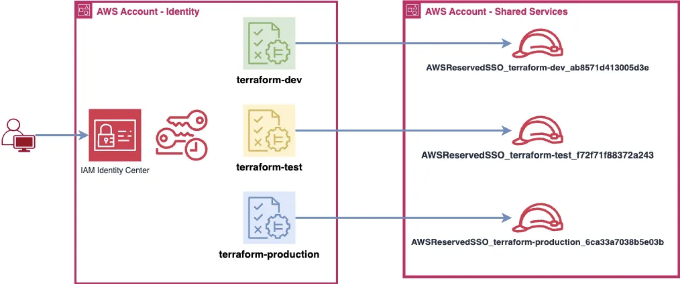 AWS Account - Identity
AWS Account - Shared Services
terraform-dev
AWSReservedSSO_terraform-dev_ab8571d413005d3e
IAM Identity Center
terraform-test
AWSReservedSSO_terraform-test_f72f71f88372a243
terraform-production
AWSReservedSSO_terraform-production_6ca33a7038b5e03b